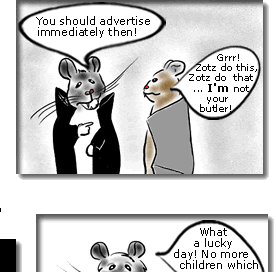 You should advertise
immediately then!
Grrr!
Zotz do this,
Zotz do that
... I'm not
your
butler!
What
a lucky
day! No more
children which